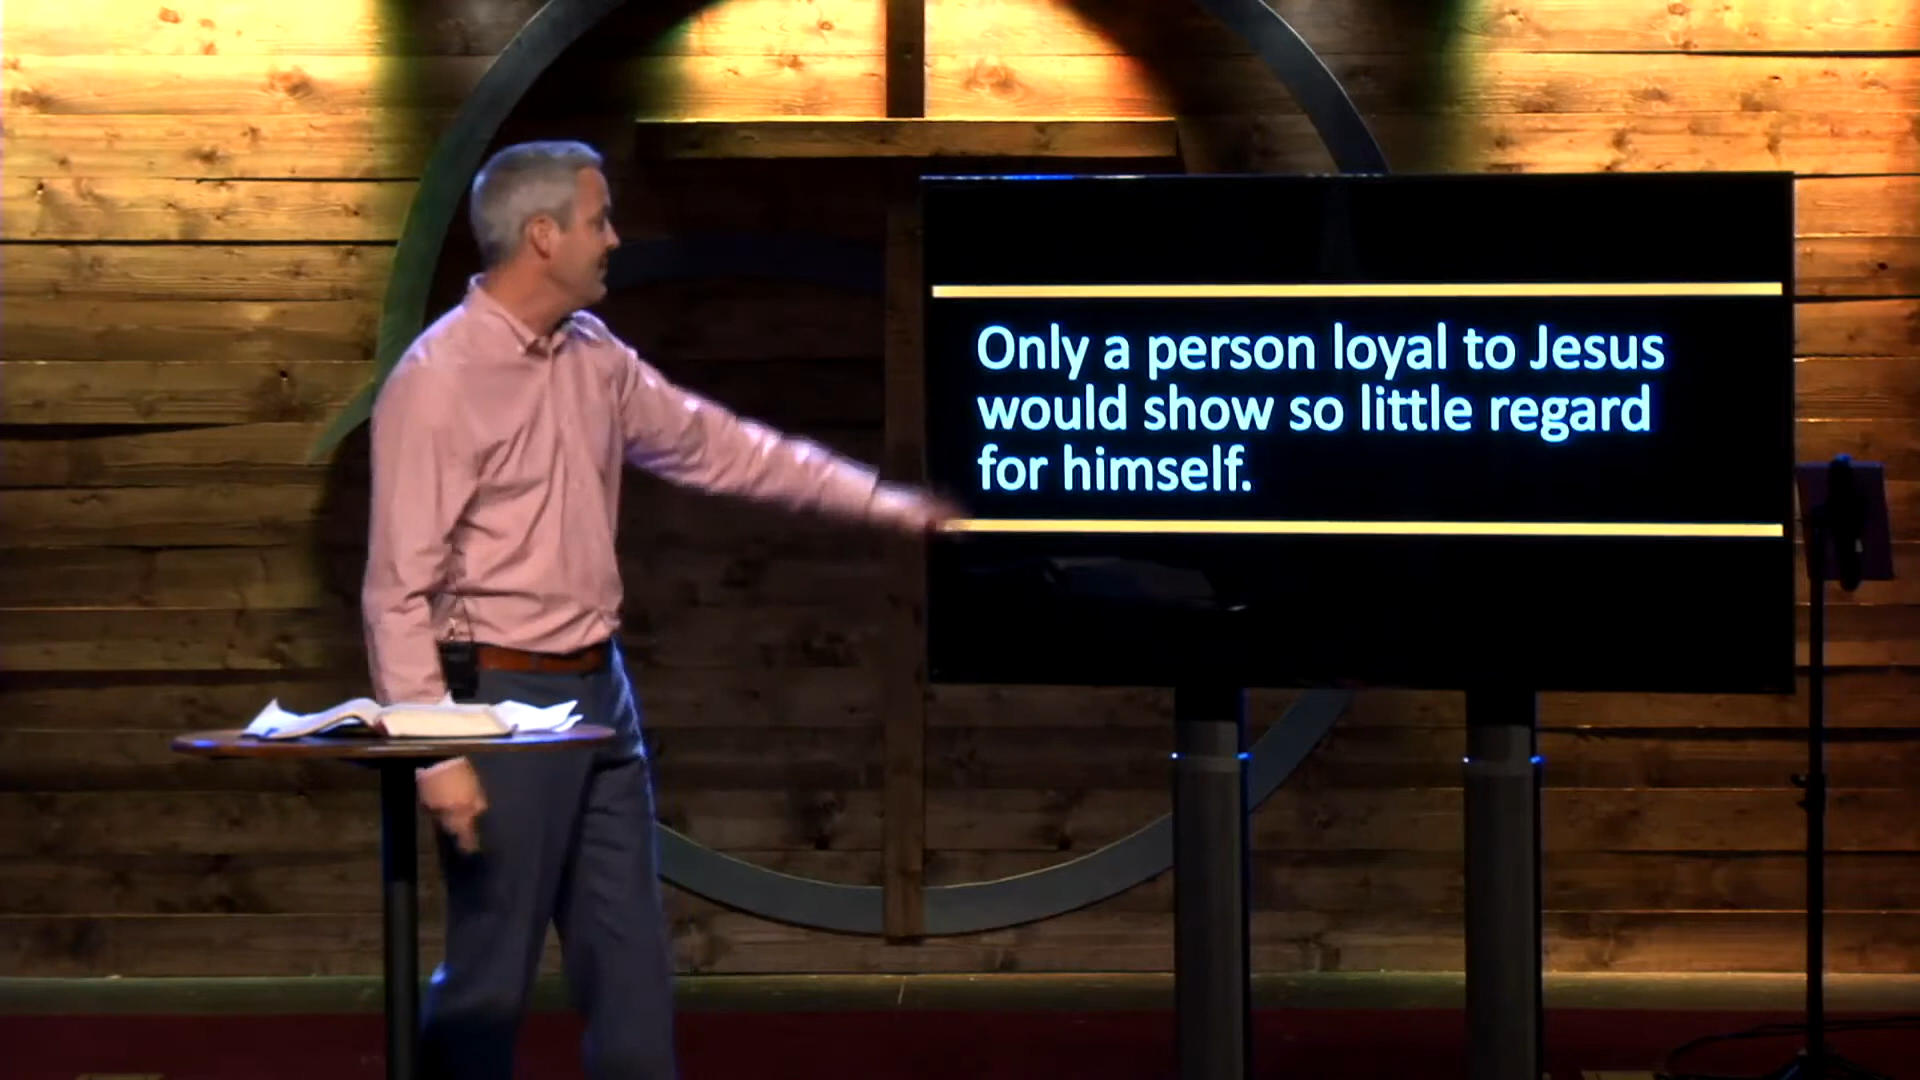 Only a person loyal to Jesus
would show so little regard
for himself.